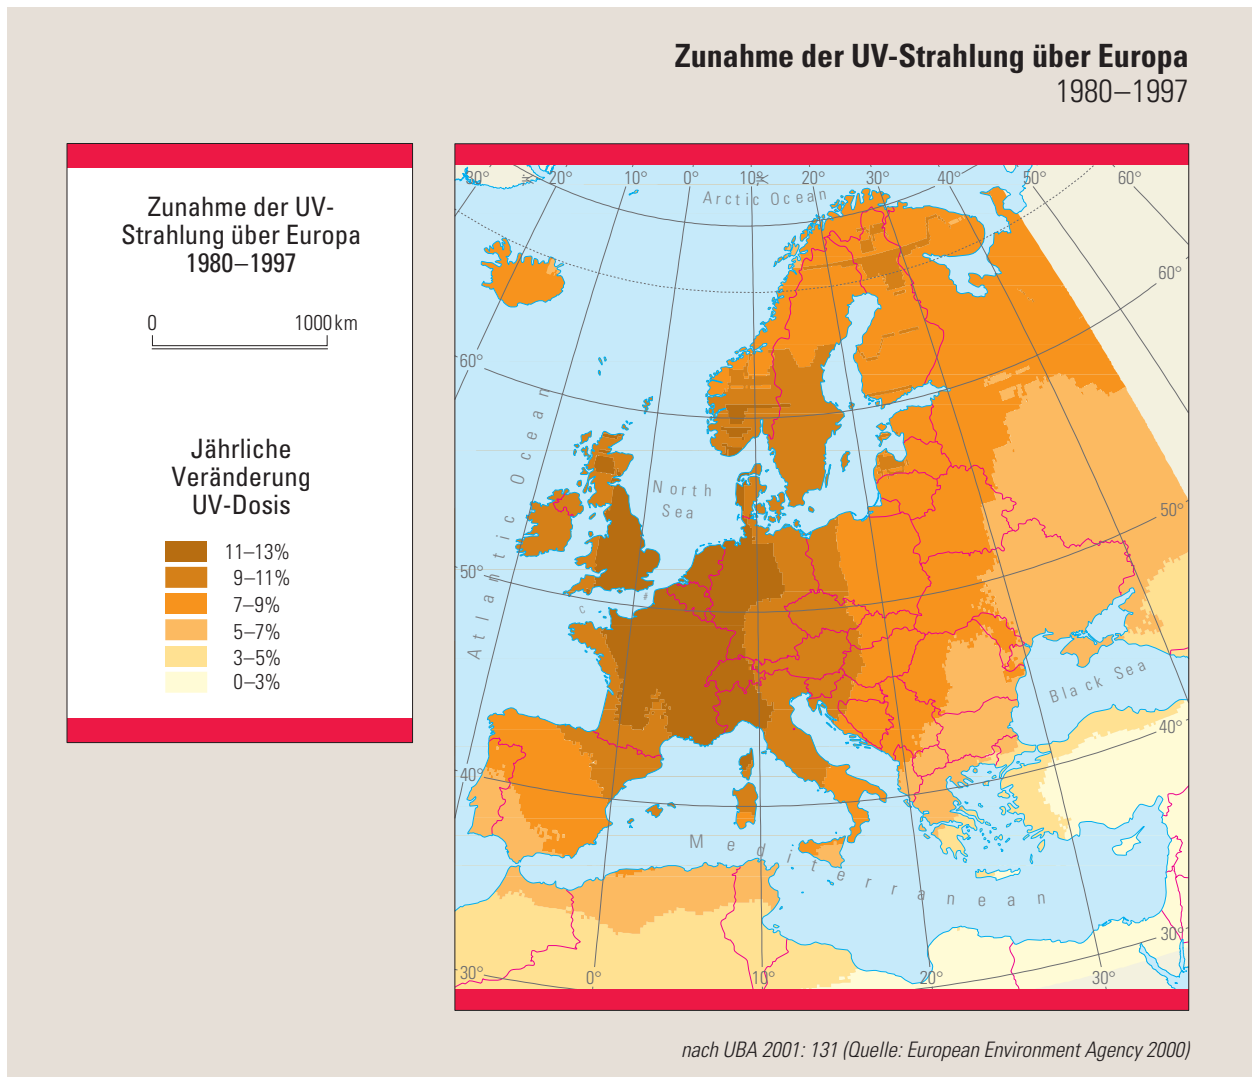 Zunahme der UV-Strahlung über Europa
1980–1997
Zunahme der UV-
Strahlung über Europa
1980–1997
0 1000 km
Jährliche
Veränderung
UV-Dosis
11–13%
9–11%
7–9%
5–7%
3–5%
0–3%
30° 20° 10° 0° 10° 20° 30° 40° 50° 60°
Arctic Ocean
60°
60°
Atlantic Ocean
North
Sea
50°
50°
C
Black Sea
40°
40°
Mediterranean
30°
30°
0° 10° 20° 30°
nach UBA 2001: 131 (Quelle: European Environment Agency 2000)